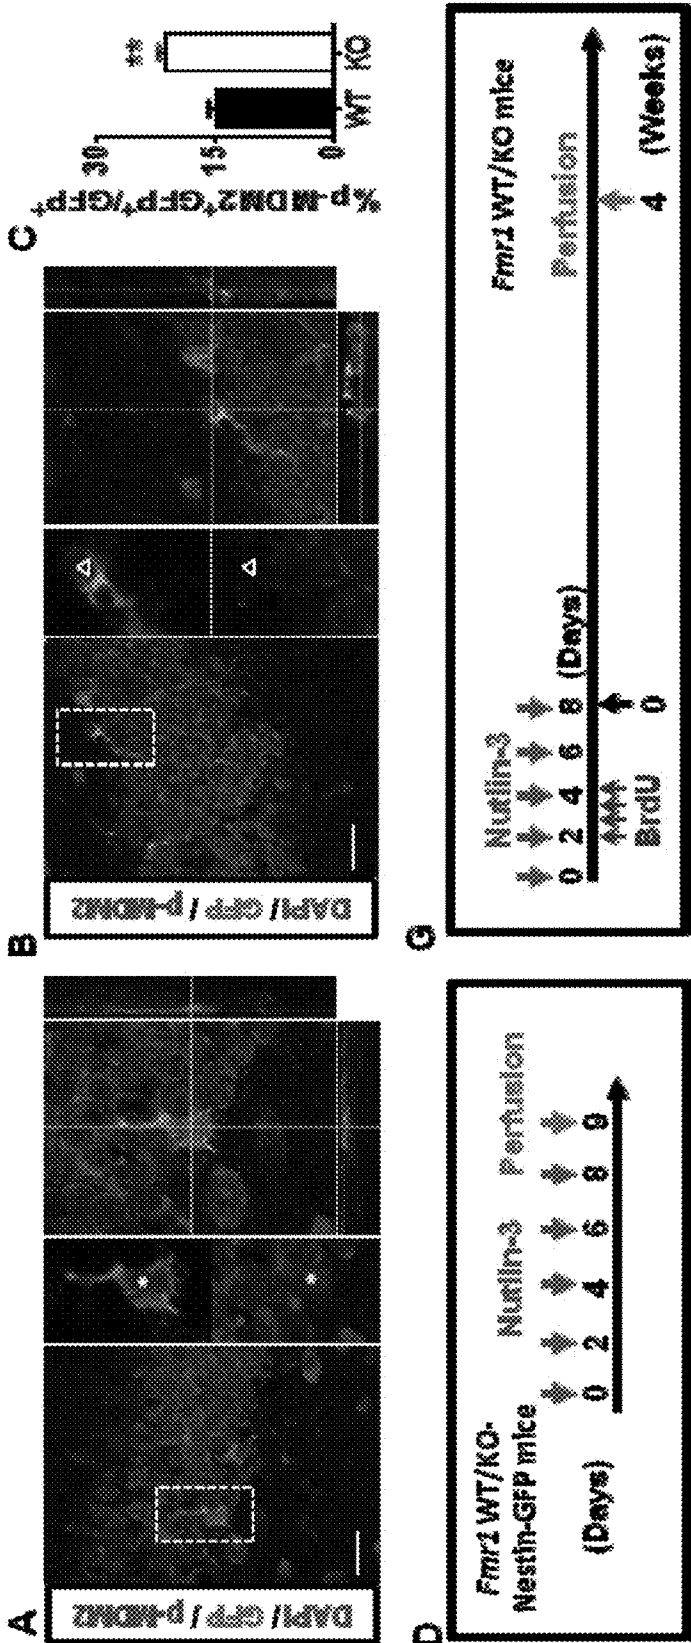 A
DAPI / GFP / p-MDM2
B
DAPI / GFP / p-MDM2
C
%p-MDM2⁺GFP⁺/GFP⁺
30
15
0
**
WT
KO
D
Fmr1 WT/KO-
Nestin-GFP mice
Nutlin-3
Perfusion
(Days)
0 2 4 6 8 9
G
Nutlin-3
Fmr1 WT/KO mice
Perfusion
0 2 4 6 8 (Days)
BrdU
0
4
(Weeks)